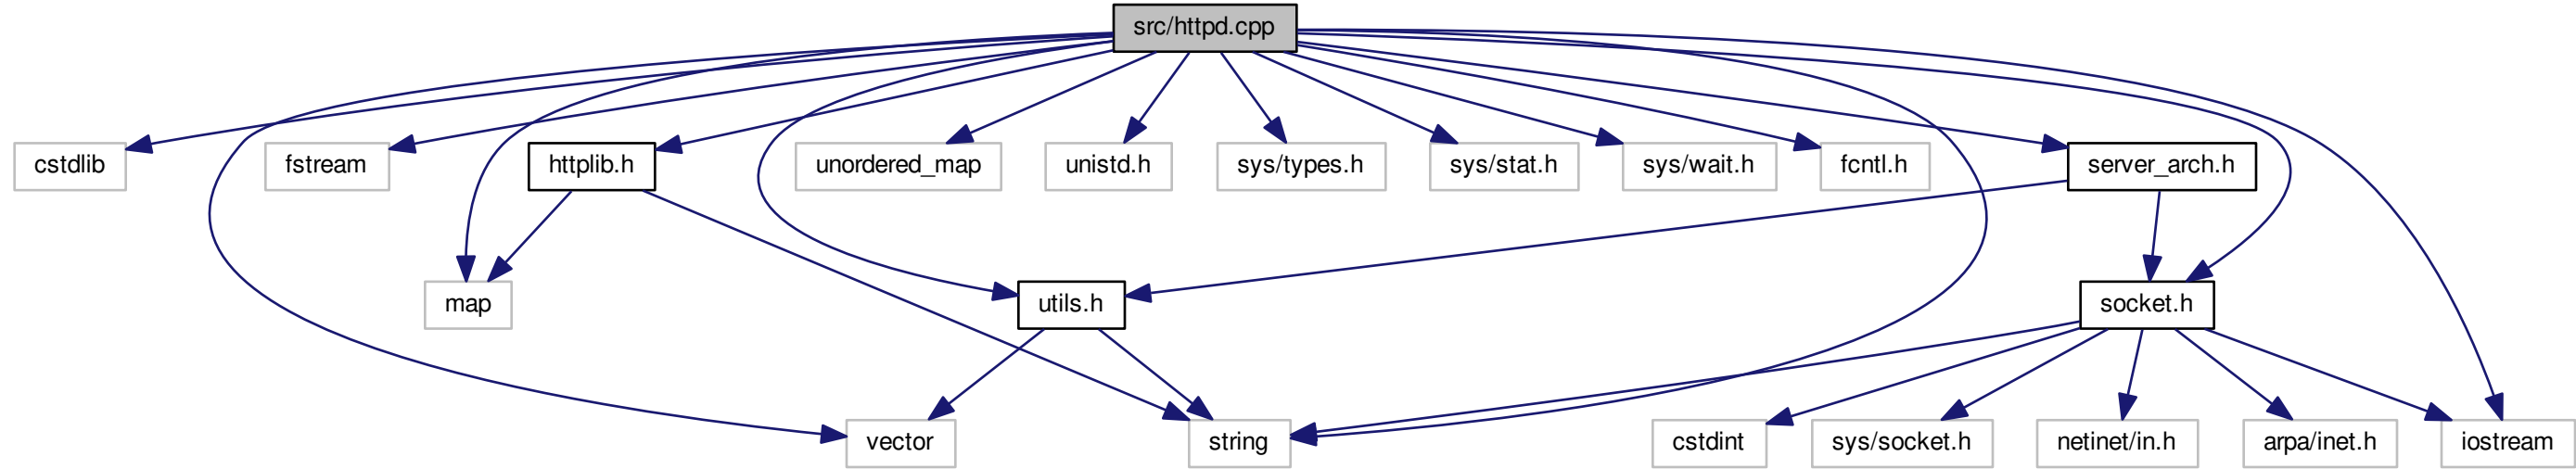 src/httpd.cpp
cstdlib
fstream
httplib.h
unordered_map
unistd.h
sys/types.h
sys/stat.h
sys/wait.h
fcntl.h
server_arch.h
map
utils.h
socket.h
vector
string
cstdint
sys/socket.h
netinet/in.h
arpa/inet.h
iostream